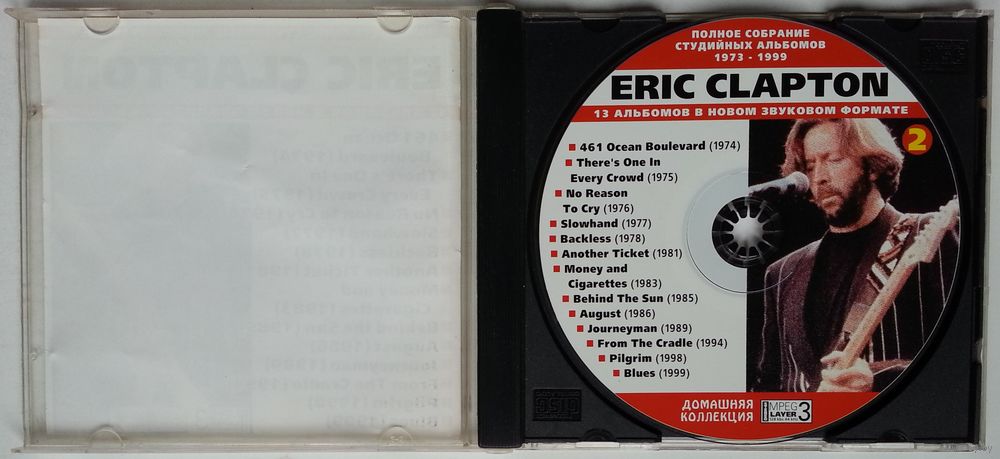 ПОЛНОЕ СОБРАНИЕ
СТУДИЙНЫХ АЛЬБОМОВ
1973 - 1999
ERIC CLAPTON
13 АЛЬБОМОВ В НОВОМ ЗВУКОВОМ ФОРМАТЕ
2
461 Ocean Boulevard (1974)
There's One In
Every Crowd (1975)
No Reason
To Cry (1976)
Slowhand (1977)
Backless (1978)
Another Ticket (1981)
Money and
Cigarettes (1983)
Behind The Sun (1985)
August (1986)
Journeyman (1989)
From The Cradle (1994)
Pilgrim (1998)
Blues (1999)
ДОМАШНЯЯ
КОЛЛЕКЦИЯ
MPEG
LAYER 3